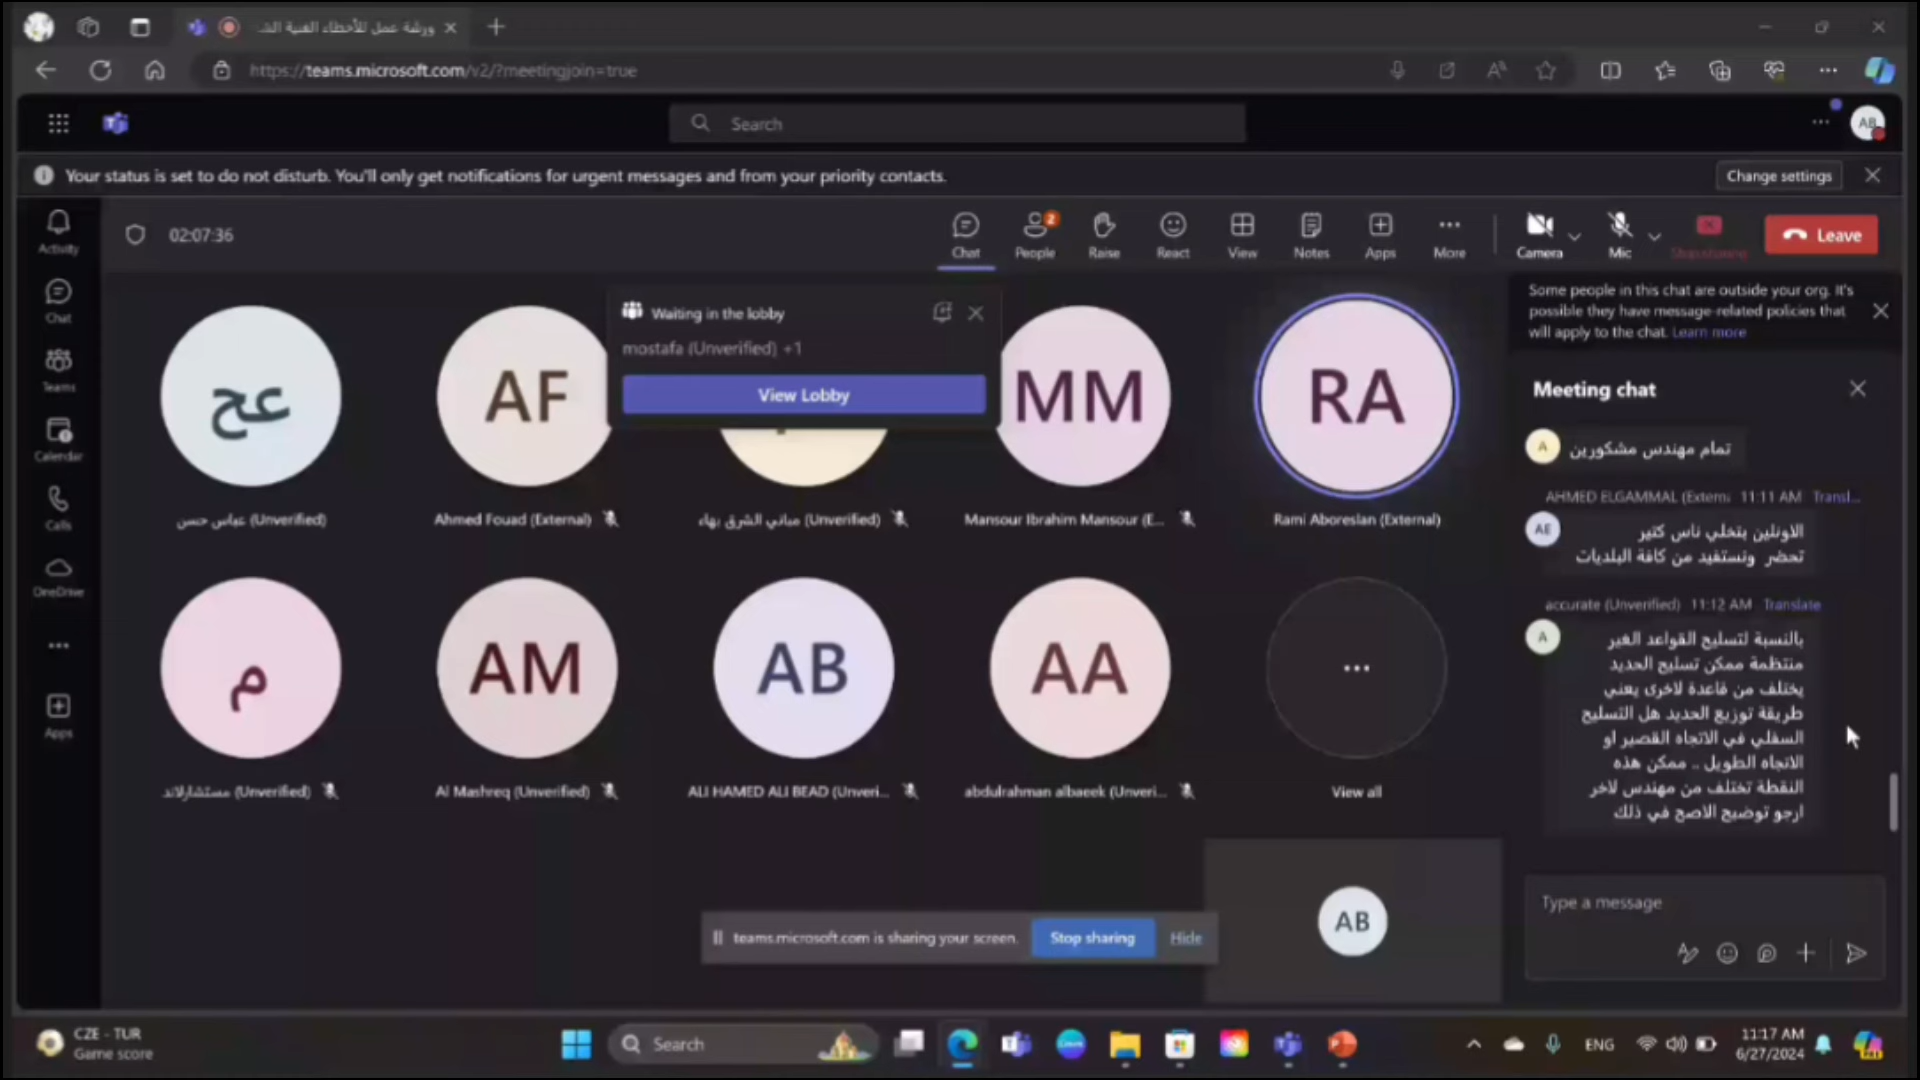 ورشة عمل للأخطاء الفنية الشـ...
https://teams.microsoft.com/v2/?meetingjoin=true
Search
AB
Your status is set to do not disturb. You'll only get notifications for urgent messages and from your priority contacts.
Change settings
Activity
Chat
Teams
Calendar
Calls
OneDrive
Apps
02:07:36
Chat
People
2
Raise
React
View
Notes
Apps
More
Camera
Mic
Stop sharing
Leave
Waiting in the lobby
mostafa (Unverified) +1
View Lobby
عح
AF
MM
RA
عباس حسن (Unverified)
Ahmed Fouad (External)
مباني الشرق بهاء (Unverified)
Mansour Ibrahim Mansour (E...
Rami Aboreslan (External)
م
AM
AB
AA
...
مستشارلاند (Unverified)
Al Mashreq (Unverified)
ALI HAMED ALI BEAD (Unveri...
abdulrahman albaeek (Unveri...
View all
AB
teams.microsoft.com is sharing your screen.
Stop sharing
Hide
Some people in this chat are outside your org. It's
possible they have message-related policies that
will apply to the chat. Learn more
Meeting chat
A
تمام مهندس مشكورين
AHMED ELGAMMAL (Extern: 11:11 AM Transl...
AE
الاونلين بتخلي ناس كتير
تحضر ونستفيد من كافة البلديات
accurate (Unverified) 11:12 AM Translate
A
بالنسبة لتسليح القواعد الغير
منتظمة ممكن تسليح الحديد
يختلف من قاعدة لاخرى يعني
طريقة توزيع الحديد هل التسليح
السفلي في الاتجاه القصير او
الاتجاه الطويل .. ممكن هذه
النقطة تختلف من مهندس لاخر
ارجو توضيح الاصح في ذلك
Type a message
CZE - TUR
Game score
Search
ENG
11:17 AM
6/27/2024